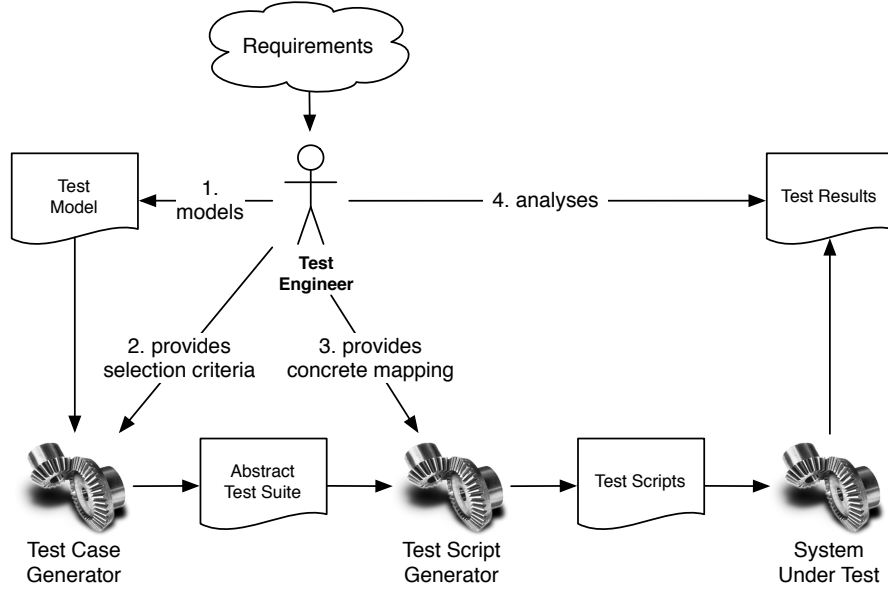 Requirements
Test
Model
1.
models
4. analyses
Test Results
Test
Engineer
2. provides
selection criteria
3. provides
concrete mapping
Abstract
Test Suite
Test Scripts
Test Case
Generator
Test Script
Generator
System
Under Test